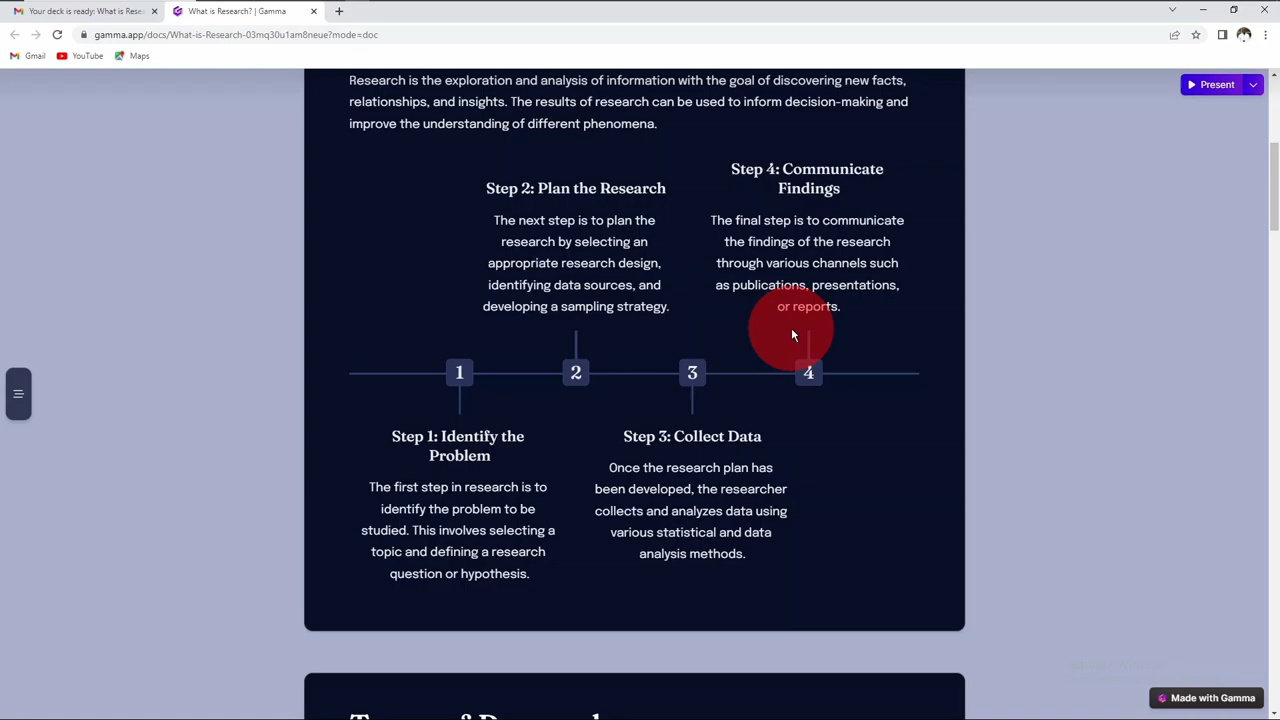 Your deck is ready: What is Rese
What is Research? | Gamma
gamma.app/docs/What-is-Research-03mq30u1am8neue?mode=doc
Gmail
YouTube
Maps
Present
Research is the exploration and analysis of information with the goal of discovering new facts,
relationships, and insights. The results of research can be used to inform decision-making and
improve the understanding of different phenomena.
Step 2: Plan the Research
The next step is to plan the
research by selecting an
appropriate research design,
identifying data sources, and
developing a sampling strategy.
Step 4: Communicate
Findings
The final step is to communicate
the findings of the research
through various channels such
as publications, presentations,
or reports.
1
2
3
4
Step 1: Identify the
Problem
The first step in research is to
identify the problem to be
studied. This involves selecting a
topic and defining a research
question or hypothesis.
Step 3: Collect Data
Once the research plan has
been developed, the researcher
collects and analyzes data using
various statistical and data
analysis methods.
Made with Gamma